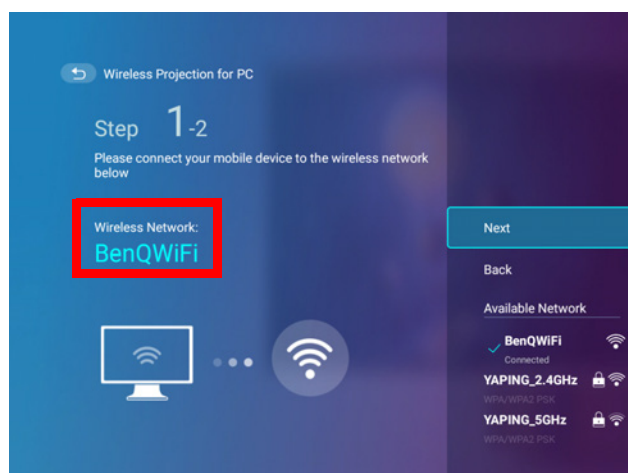 Wireless Projection for PC
Step 1-2
Please connect your mobile device to the wireless network
below
Wireless Network:
BenQWiFi
Next
Back
Available Network
BenQWiFi
Connected
YAPING_2.4GHz
WPA/WPA2 PSK
YAPING_5GHz
WPA/WPA2 PSK